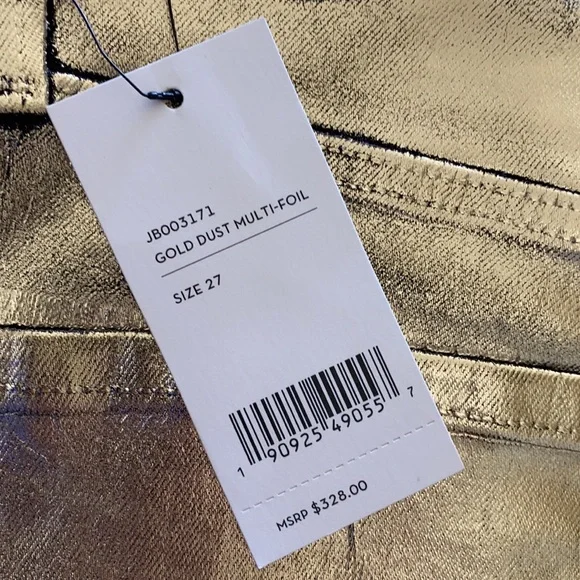 JB003171
GOLD DUST MULTI-FOIL
SIZE 27
1 90925 49055 7
MSRP $328.00